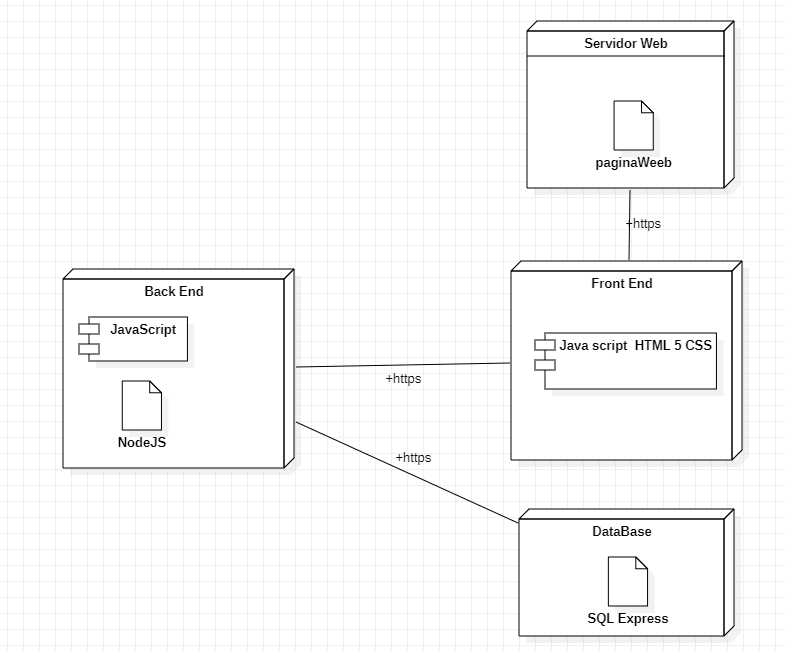 Servidor Web
paginaWeeb
+https
Back End
JavaScript
NodeJS
+https
Front End
Java script  HTML 5 CSS
+https
DataBase
SQL Express